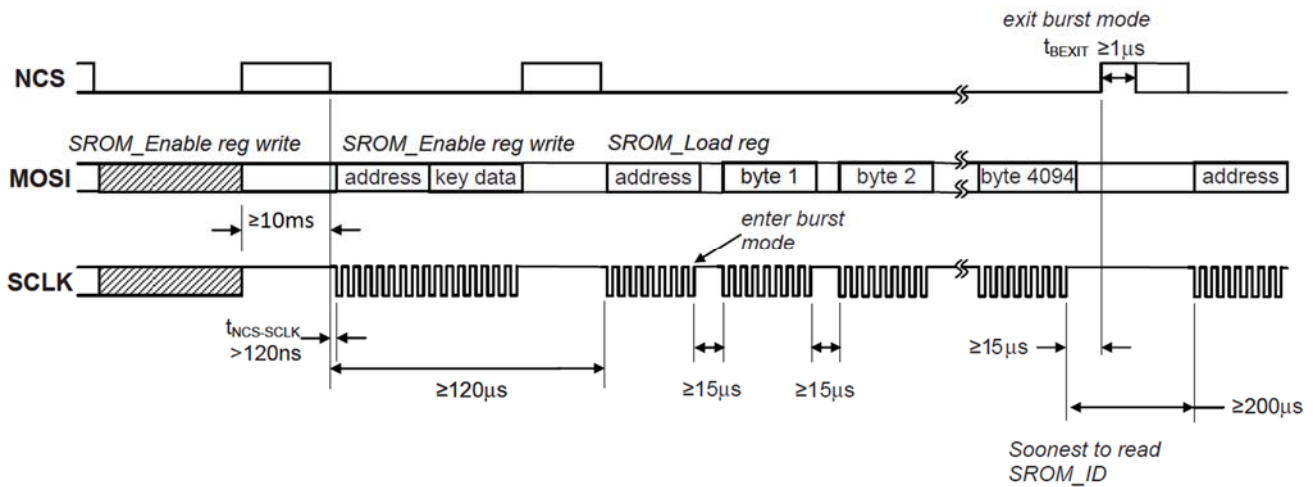 exit burst mode
tBEXIT ≥1μs
NCS
SROM_Enable reg write SROM_Enable reg write SROM_Load reg
MOSI address key data address byte 1 byte 2 byte 4094 address
≥10ms
enter burst
mode
SCLK
tNCS-SCLK
>120ns
≥120μs
≥15μs
≥15μs
≥15μs
≥200μs
Soonest to read
SROM_ID